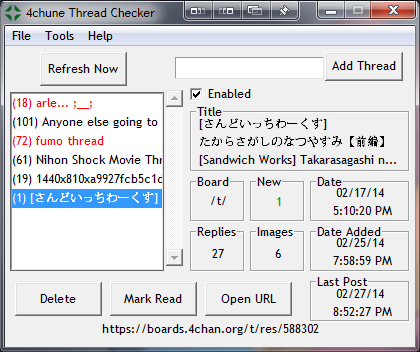 4chune Thread Checker
File Tools Help
Refresh Now
Add Thread
(18) arle... ;__;
(101) Anyone else going to
(72) fumo thread
(61) Nihon Shock Movie Thr
(19) 1440x810xa9927fcb5c1c
(1) [さんどいっちわーくす]
Enabled
Title
[さんどいっちわーくす]
たからさがしのなつやすみ【前編】
[Sandwich Works] Takarasagashi n...
Board
/t/
New
1
Date
02/17/14
5:10:20 PM
Replies
27
Images
6
Date Added
02/25/14
7:58:59 PM
Last Post
02/27/14
8:52:27 PM
Delete
Mark Read
Open URL
https://boards.4chan.org/t/res/588302